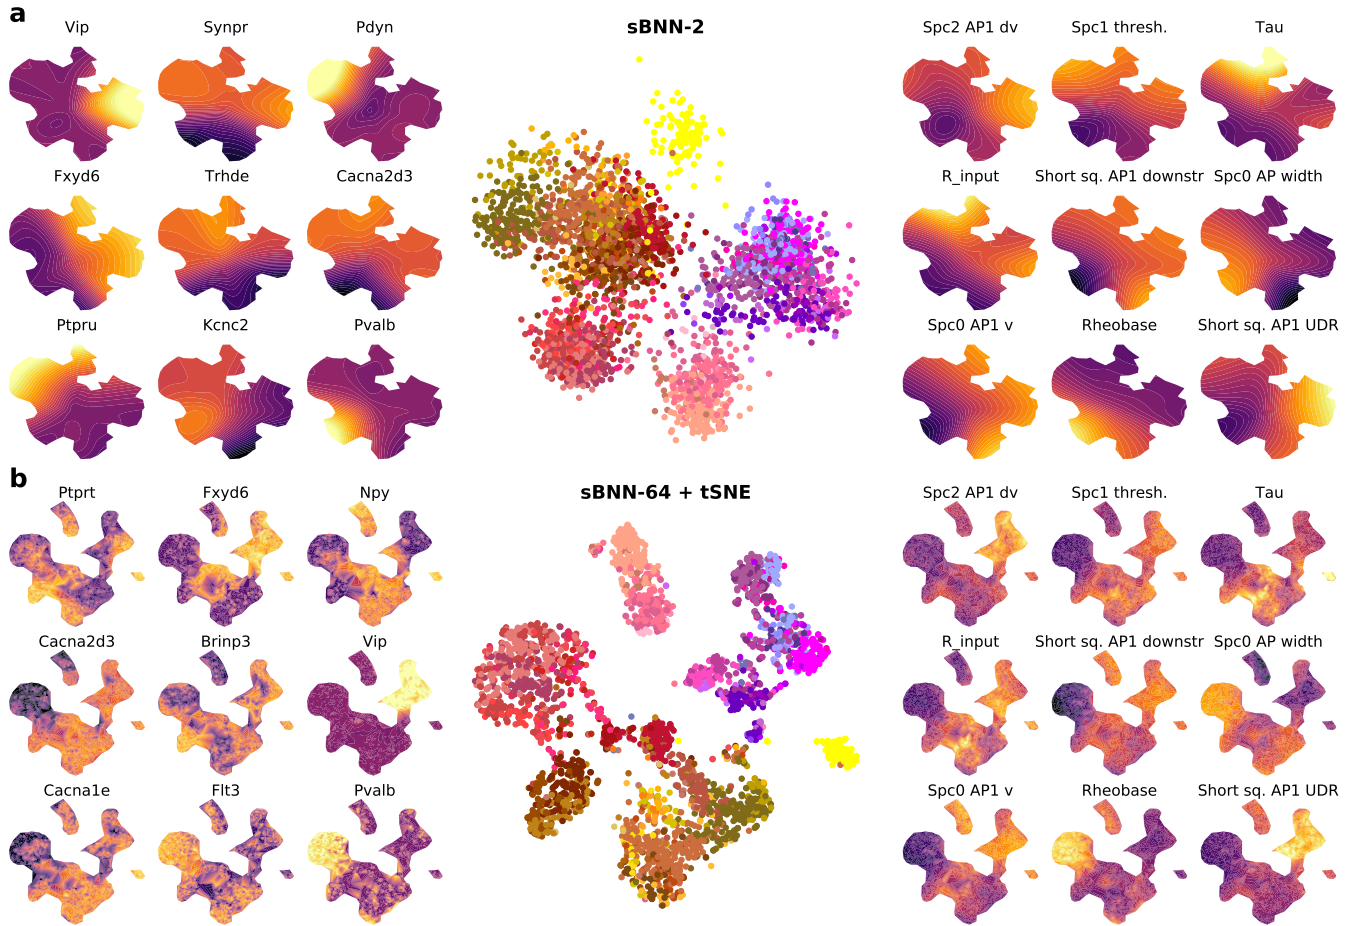 a
sBNN-2
Vip Synpr Pdyn
Spc2 AP1 dv Spc1 thresh. Tau
Fxyd6 Trhde Cacna2d3
R_input Short sq. AP1 downstr Spc0 AP width
Ptpru Kcnc2 Pvalb
Spc0 AP1 v Rheobase Short sq. AP1 UDR
b
sBNN-64 + tSNE
Ptprt Fxyd6 Npy
Spc2 AP1 dv Spc1 thresh. Tau
Cacna2d3 Brinp3 Vip
R_input Short sq. AP1 downstr Spc0 AP width
Cacna1e Flt3 Pvalb
Spc0 AP1 v Rheobase Short sq. AP1 UDR